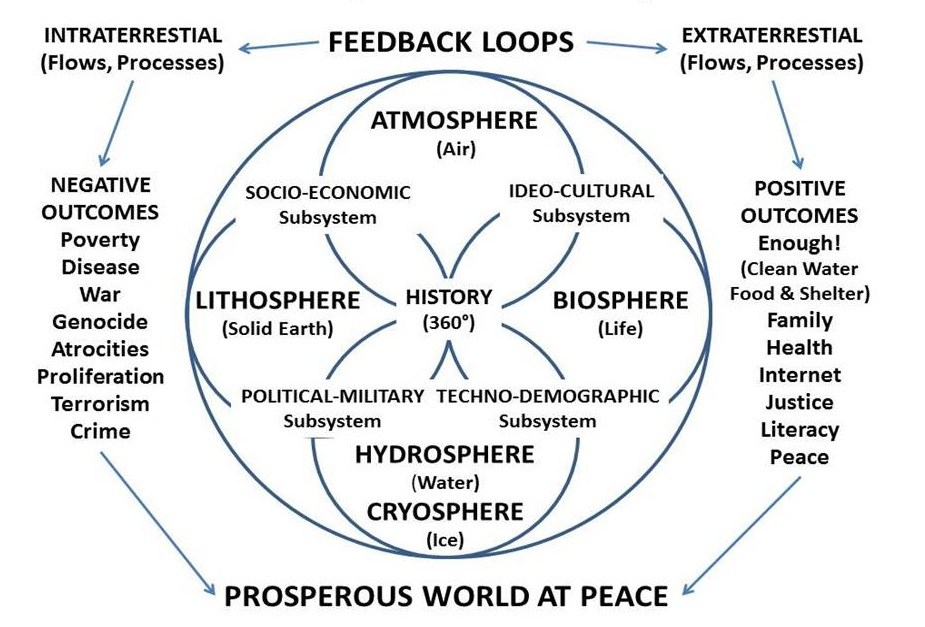 INTRATERRESTIAL
(Flows, Processes)
FEEDBACK LOOPS
EXTRATERRESTIAL
(Flows, Processes)
ATMOSPHERE
(Air)
SOCIO-ECONOMIC
Subsystem
IDEO-CULTURAL
Subsystem
LITHOSPHERE
(Solid Earth)
HISTORY
(360°)
BIOSPHERE
(Life)
POLITICAL-MILITARY
Subsystem
TECHNO-DEMOGRAPHIC
Subsystem
HYDROSPHERE
(Water)
CRYOSPHERE
(Ice)
NEGATIVE
OUTCOMES
Poverty
Disease
War
Genocide
Atrocities
Proliferation
Terrorism
Crime
POSITIVE
OUTCOMES
Enough!
(Clean Water
Food & Shelter)
Family
Health
Internet
Justice
Literacy
Peace
PROSPEROUS WORLD AT PEACE